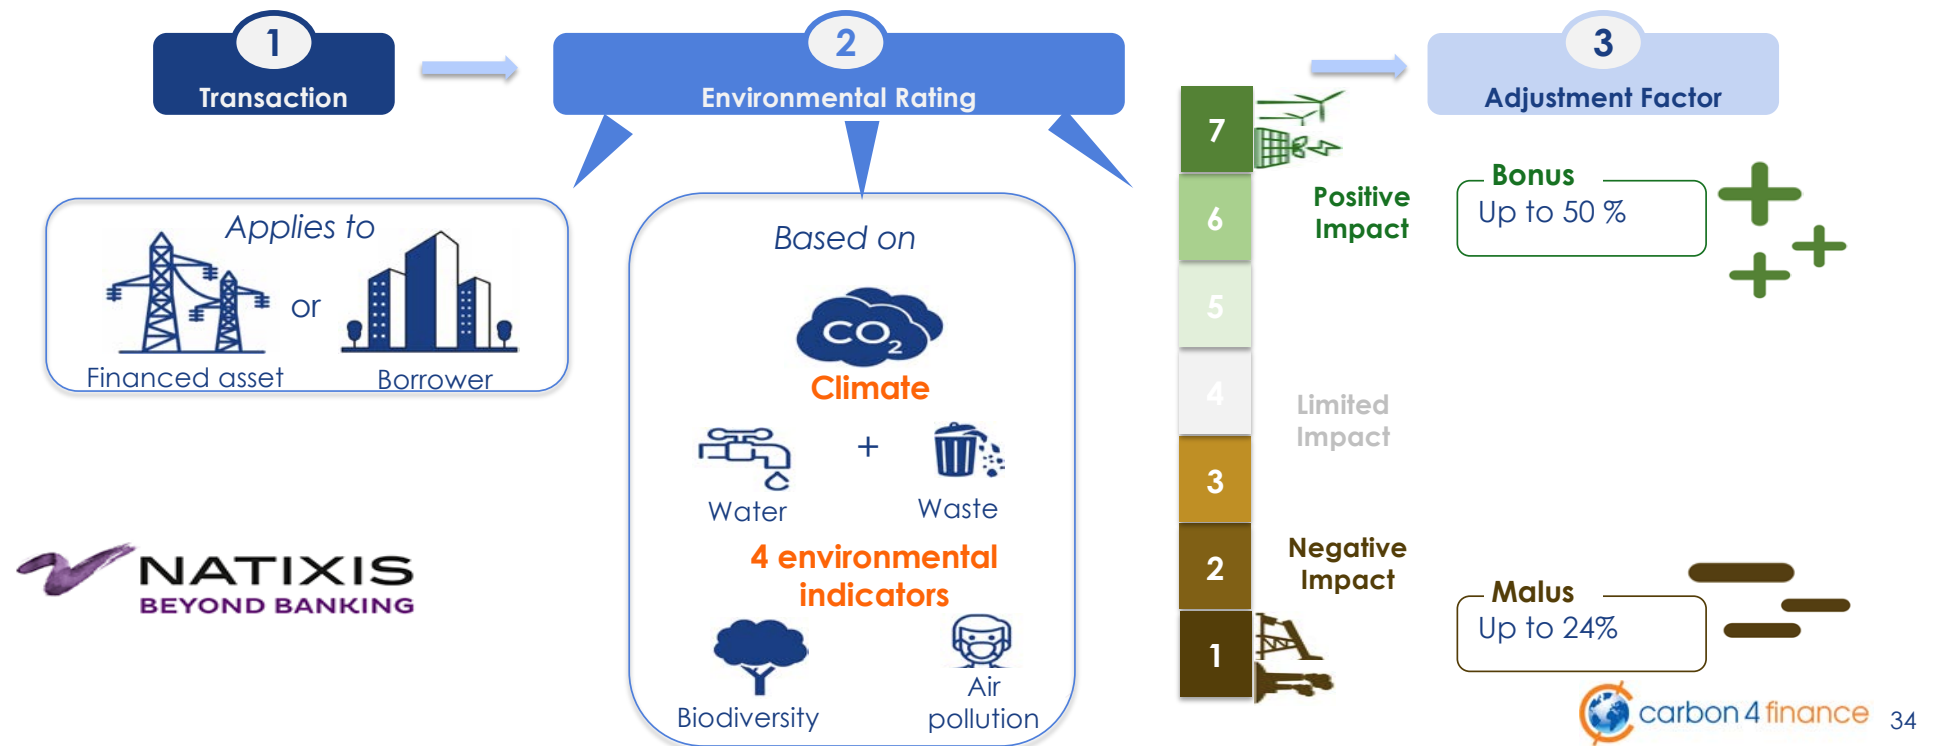 1
Transaction
2
Environmental Rating
3
Adjustment Factor
Applies to
or
Financed asset
Borrower
NATIXIS
BEYOND BANKING
Based on
CO2
Climate
+
Water
Waste
4 environmental
indicators
Biodiversity
Air
pollution
7
6
5
4
3
2
1
Positive
Impact
Limited
Impact
Negative
Impact
Bonus
Up to 50 %
Malus
Up to 24%
carbon 4 finance
34